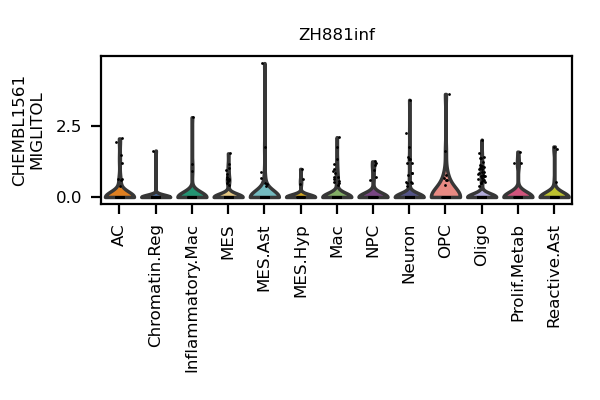 ZH881inf
CHEMBL1561
MIGLITOL
2.5
0.0
AC
Chromatin.Reg
Inflammatory.Mac
MES
MES.Ast
MES.Hyp
Mac
NPC
Neuron
OPC
Oligo
Prolif.Metab
Reactive.Ast